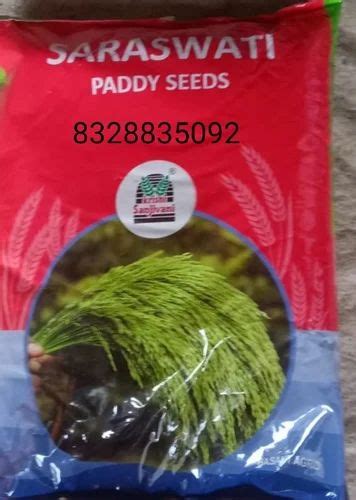 SARASWATI
PADDY SEEDS
8328835092
®
Krishi
Sanjivani